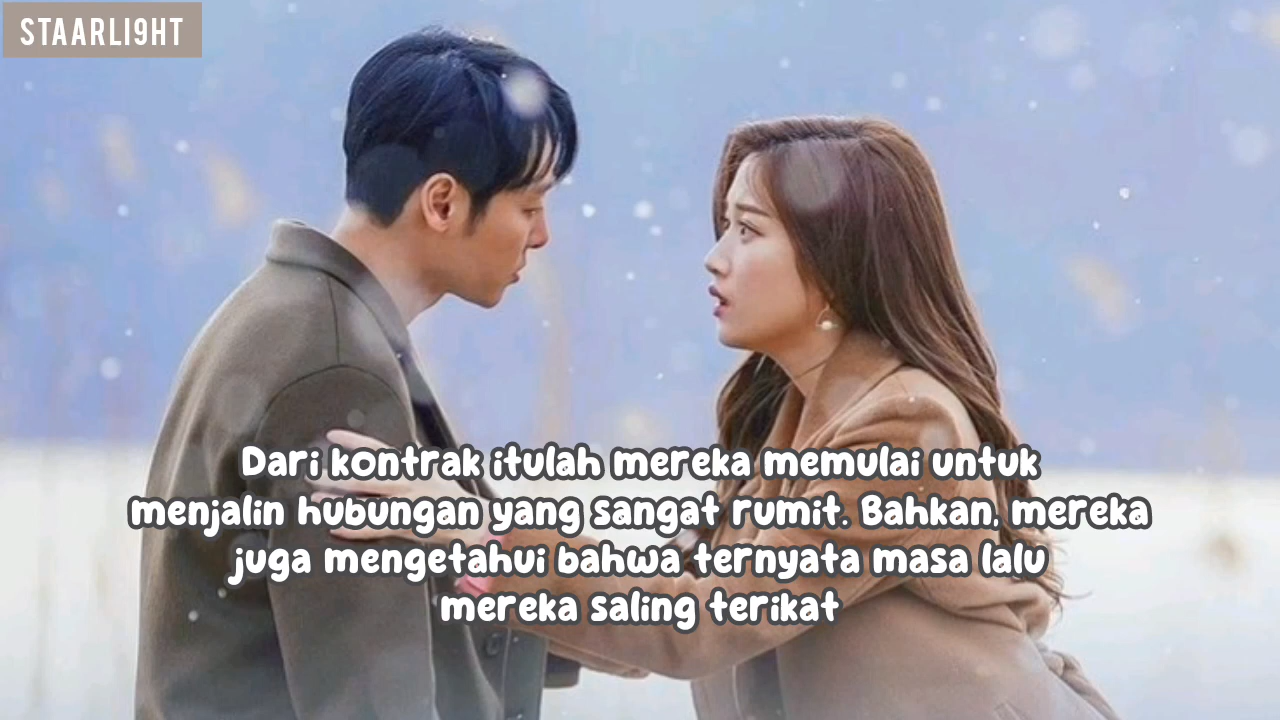 STAARLI9HT
Dari kontrak itulah mereka memulai untuk
menjalin hubungan yang sangat rumit. Bahkan, mereka
juga mengetahui bahwa ternyata masa lalu
mereka saling terikat